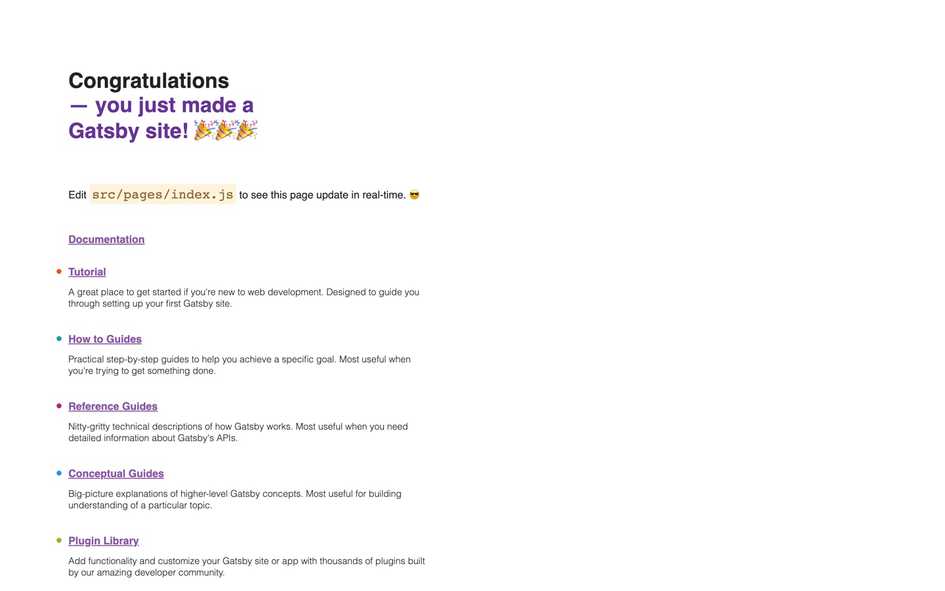 Congratulations
— you just made a
Gatsby site! 🎉🎉🎉
Edit src/pages/index.js to see this page update in real-time. 😎
Documentation
Tutorial
A great place to get started if you're new to web development. Designed to guide you
through setting up your first Gatsby site.
How to Guides
Practical step-by-step guides to help you achieve a specific goal. Most useful when
you're trying to get something done.
Reference Guides
Nitty-gritty technical descriptions of how Gatsby works. Most useful when you need
detailed information about Gatsby's APIs.
Conceptual Guides
Big-picture explanations of higher-level Gatsby concepts. Most useful for building
understanding of a particular topic.
Plugin Library
Add functionality and customize your Gatsby site or app with thousands of plugins built
by our amazing developer community.